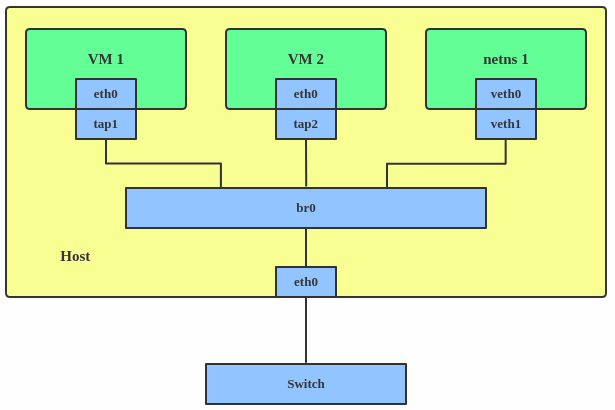 VM 1
VM 2
netns 1
eth0
eth0
veth0
tap1
tap2
veth1
br0
Host
eth0
Switch